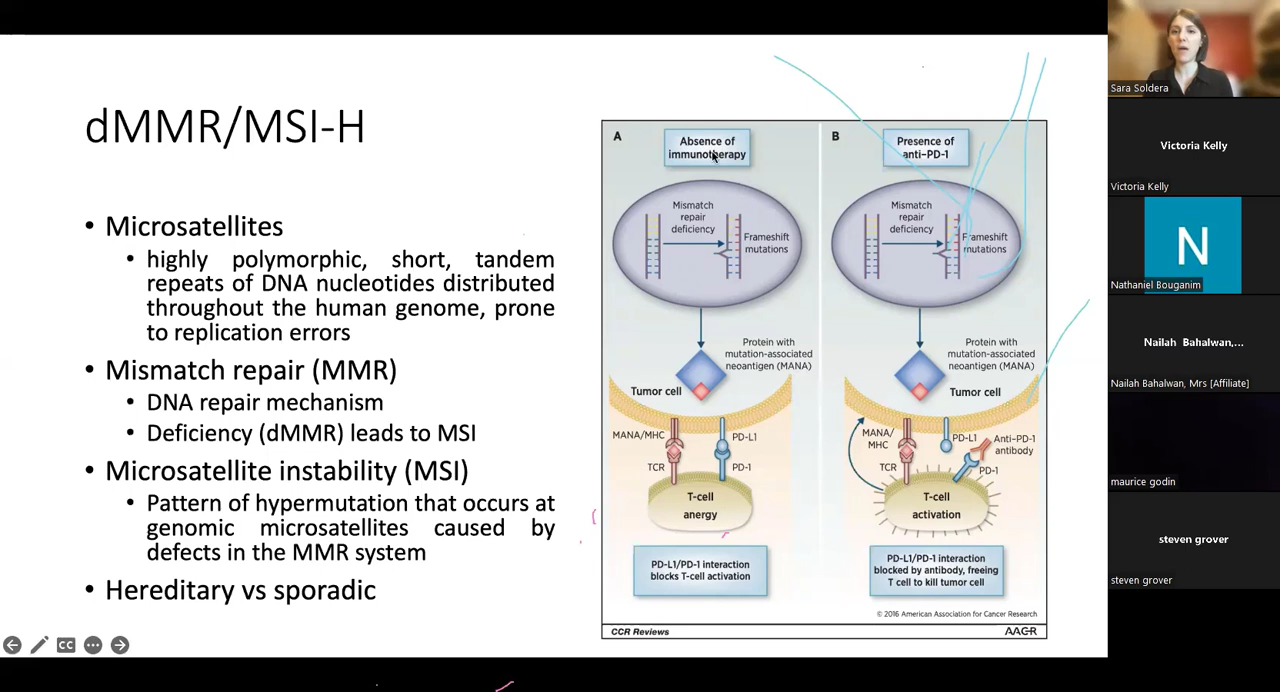 dMMR/MSI-H
• Microsatellites
• highly polymorphic, short, tandem
repeats of DNA nucleotides distributed
throughout the human genome, prone
to replication errors
• Mismatch repair (MMR)
• DNA repair mechanism
• Deficiency (dMMR) leads to MSI
• Microsatellite instability (MSI)
• Pattern of hypermutation that occurs at
genomic microsatellites caused by
defects in the MMR system
• Hereditary vs sporadic
A
Absence of
immunotherapy
Mismatch
repair
deficiency
Frameshift
mutations
Protein with
mutation-associated
neoantigen (MANA)
Tumor cell
MANA/MHC
PD-L1
TCR
PD-1
T-cell
anergy
PD-L1/PD-1 interaction
blocks T-cell activation
B
Presence of
anti–PD-1
Mismatch
repair
deficiency
Frameshift
mutations
Protein with
mutation-associated
neoantigen (MANA)
Tumor cell
MANA/
MHC
PD-L1
Anti-PD-1
antibody
TCR
PD-1
T-cell
activation
PD-L1/PD-1 interaction
blocked by antibody, freeing
T cell to kill tumor cell
© 2016 American Association for Cancer Research
CCR Reviews
AACR
CC
Sara Soldera
Victoria Kelly
Victoria Kelly
N
Nathaniel Bouganim
Nailah Bahalwan,...
Nailah Bahalwan, Mrs [Affiliate]
maurice godin
steven grover
steven grover